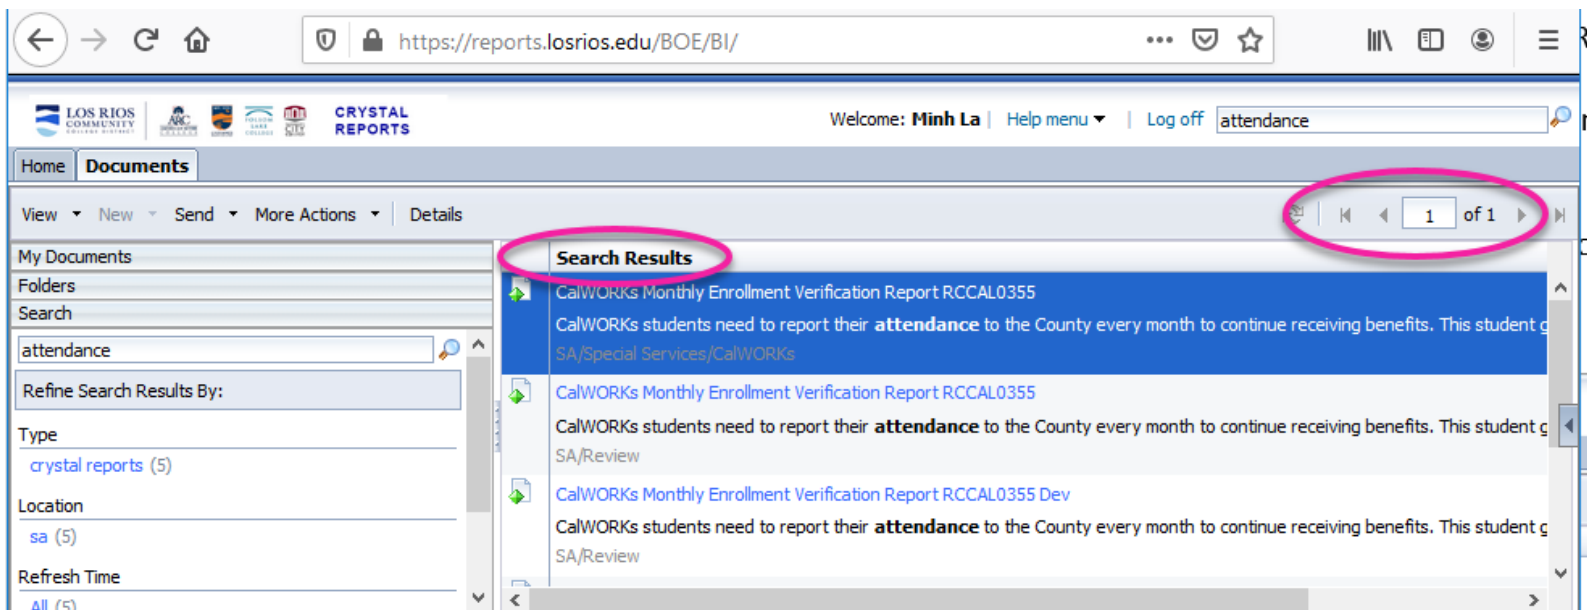 https://reports.losrios.edu/BOE/BI/
LOS RIOS
COMMUNITY
COLLEGE DISTRICT
ARC
FOLSOM
LAKE
COLLEGE
CITY
CRYSTAL
REPORTS
Welcome: Minh La | Help menu | Log off attendance
Home Documents
View New Send More Actions Details
1 of 1
My Documents
Folders
Search
attendance
Refine Search Results By:
Type
crystal reports (5)
Location
sa (5)
Refresh Time
All (5)
Search Results
CalWORKs Monthly Enrollment Verification Report RCCAL0355
CalWORKs students need to report their attendance to the County every month to continue receiving benefits. This student g
SA/Special Services/CalWORKs
CalWORKs Monthly Enrollment Verification Report RCCAL0355
CalWORKs students need to report their attendance to the County every month to continue receiving benefits. This student g
SA/Review
CalWORKs Monthly Enrollment Verification Report RCCAL0355 Dev
CalWORKs students need to report their attendance to the County every month to continue receiving benefits. This student g
SA/Review